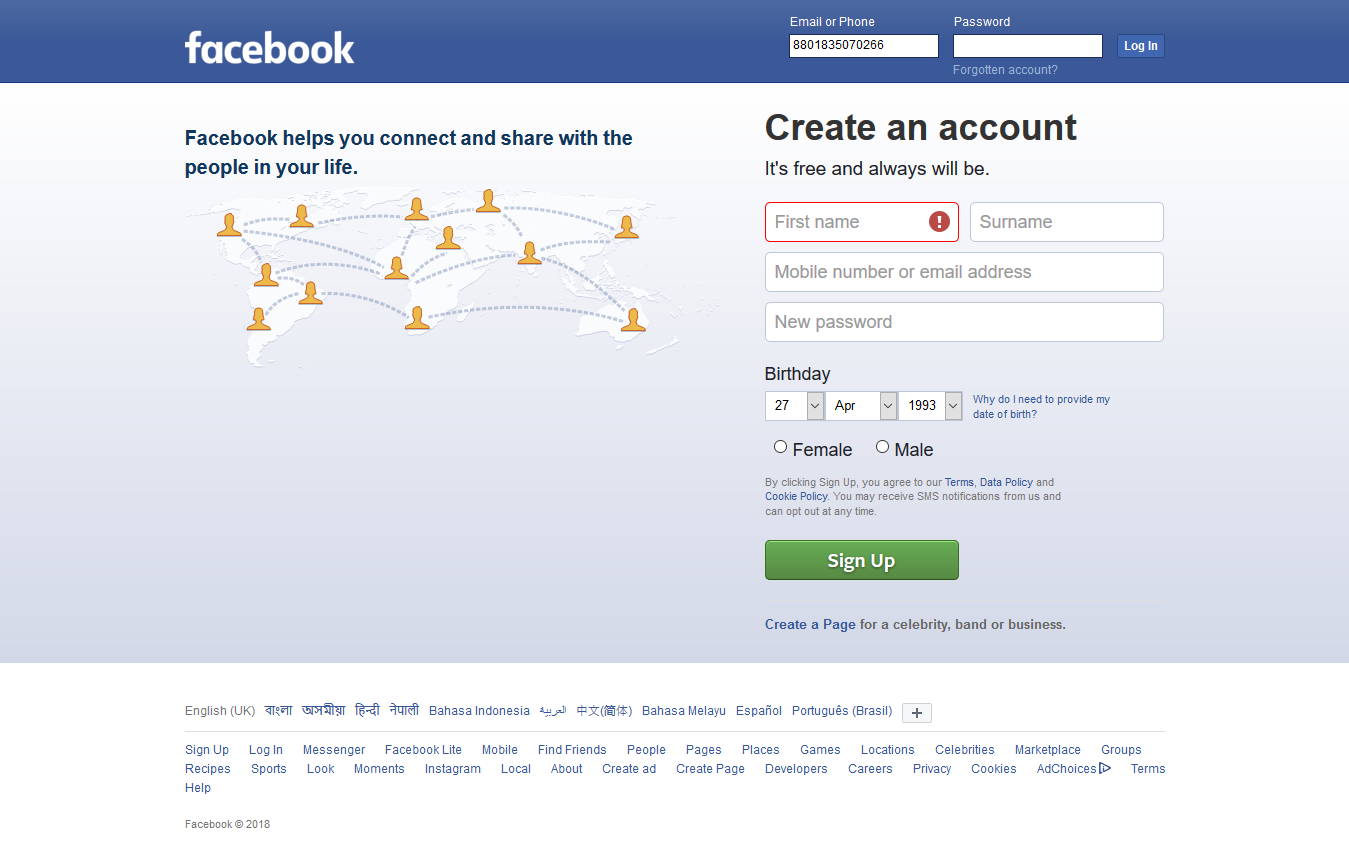 facebook
Email or Phone
Password
8801835070266
Log In
Forgotten account?
Facebook helps you connect and share with the
people in your life.
Create an account
It's free and always will be.
First name
Surname
Mobile number or email address
New password
Birthday
27 Apr 1993
Why do I need to provide my
date of birth?
Female Male
By clicking Sign Up, you agree to our Terms, Data Policy and
Cookie Policy. You may receive SMS notifications from us and
can opt out at any time.
Sign Up
Create a Page for a celebrity, band or business.
English (UK) বাংলা অসমীয়া हिन्दी नेपाली Bahasa Indonesia العربية 中文(简体) Bahasa Melayu Español Português (Brasil)
Sign Up Log In Messenger Facebook Lite Mobile Find Friends People Pages Places Games Locations Celebrities Marketplace Groups
Recipes Sports Look Moments Instagram Local About Create ad Create Page Developers Careers Privacy Cookies AdChoices Terms
Help
Facebook © 2018